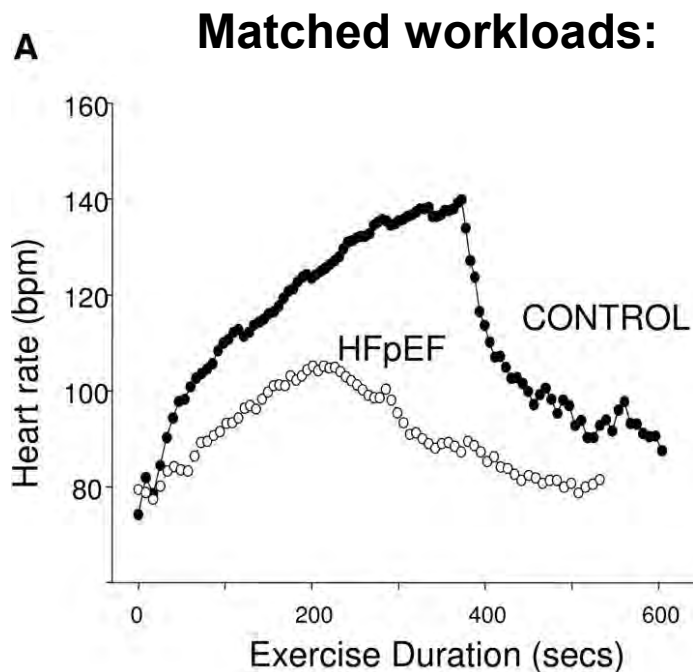 Matched workloads:
A
160
140
120
100
80
Heart rate (bpm)
CONTROL
HFpEF
0
200
400
600
Exercise Duration (secs)